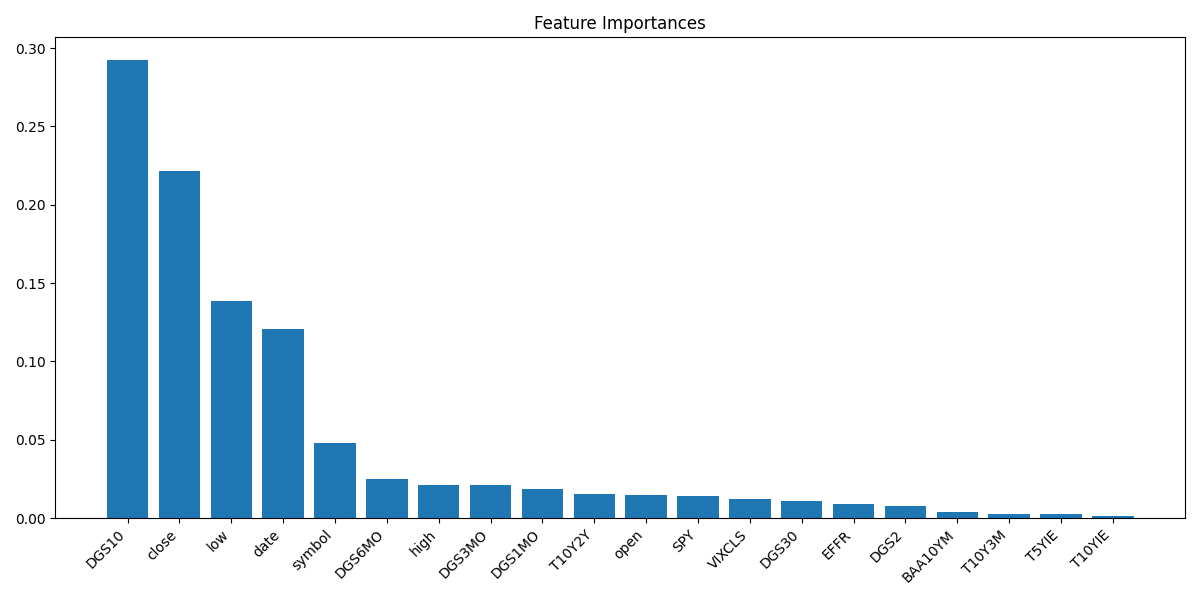 Feature Importances
0.30
0.25
0.20
0.15
0.10
0.05
0.00
DGS10
close
low
date
symbol
DGS6MO
high
DGS3MO
DGS1MO
T10Y2Y
open
SPY
VIXCLS
DGS30
EFFR
DGS2
BAA10YM
T10Y3M
T5YIE
T10YIE